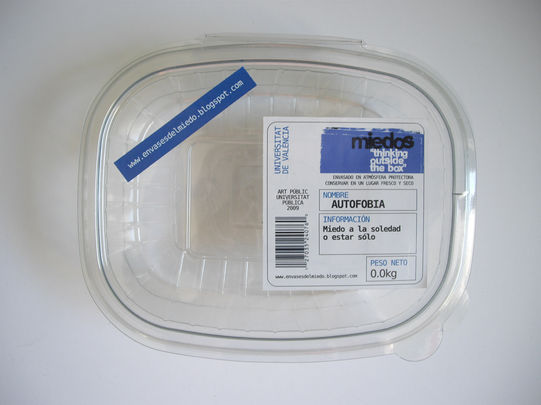 www.envasesdelmiedo.blogspot.com
UNIVERSITAT
DE VALÈNCIA
miedos
"thinking
outside
the box"
ENVASADO EN ATMÓSFERA PROTECTORA
CONSERVAR EN UN LUGAR FRESCO Y SECO
ART PÚBLIC
UNIVERSITAT
PÚBLICA
2009
NOMBRE
AUTOFOBIA
INFORMACIÓN
Miedo a la soledad
o estar sólo
PESO NETO
0.0kg
www.envasesdelmiedo.blogspot.com